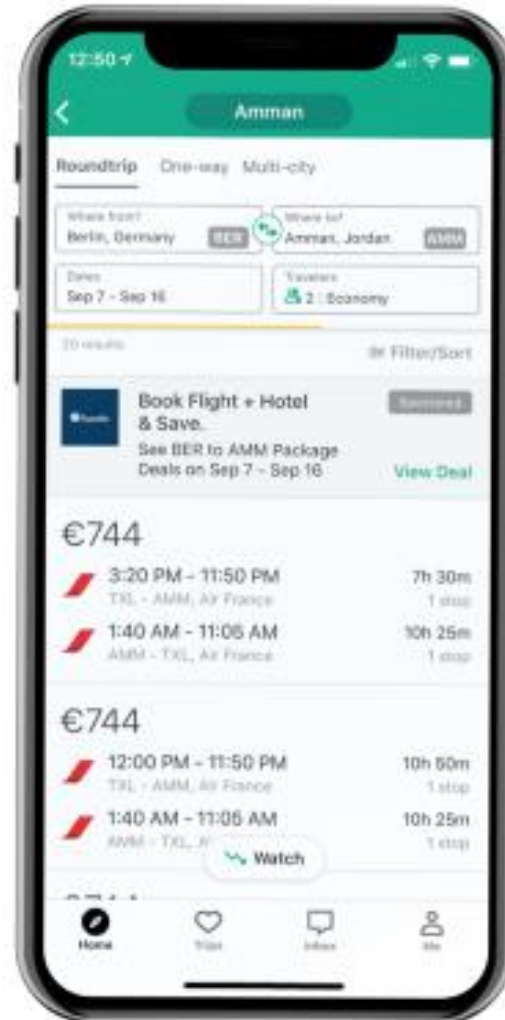 12:50
Amman
Roundtrip One-way Multi-city
Where from?
Berlin, Germany BER
Where to?
Amman, Jordan AMM
Dates
Sep 7 - Sep 16
Travelers
2 | Economy
20 results
Filter/Sort
Book Flight + Hotel
& Save.
Sponsored
See BER to AMM Package
Deals on Sep 7 - Sep 16
View Deal
€744
3:20 PM - 11:50 PM 7h 30m
TXL - AMM, Air France 1 stop
1:40 AM - 11:05 AM 10h 25m
AMM - TXL, Air France 1 stop
€744
12:00 PM - 11:50 PM 10h 50m
TXL - AMM, Air France 1 stop
1:40 AM - 11:05 AM 10h 25m
AMM - TXL, A 1 stop
Watch
Home Trips Inbox Me